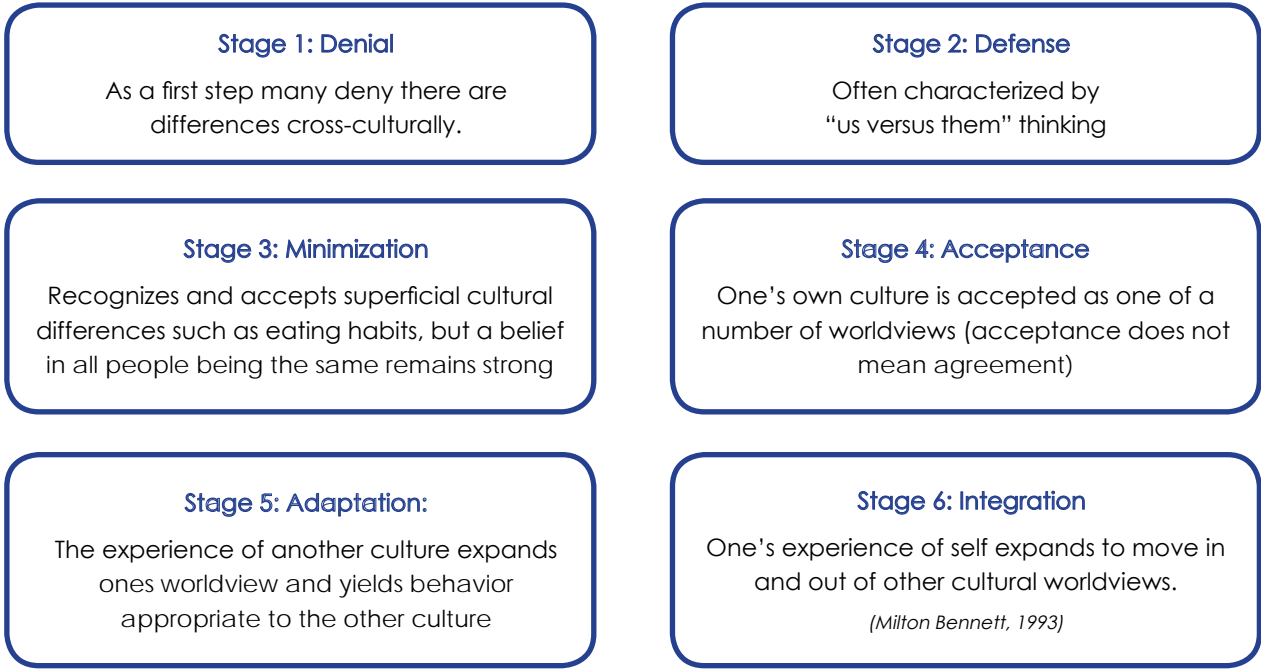 Stage 1: Denial
As a first step many deny there are
differences cross-culturally.
Stage 2: Defense
Often characterized by
“us versus them” thinking
Stage 3: Minimization
Recognizes and accepts superficial cultural
differences such as eating habits, but a belief
in all people being the same remains strong
Stage 4: Acceptance
One’s own culture is accepted as one of a
number of worldviews (acceptance does not
mean agreement)
Stage 5: Adaptation:
The experience of another culture expands
ones worldview and yields behavior
appropriate to the other culture
Stage 6: Integration
One’s experience of self expands to move in
and out of other cultural worldviews.
(Milton Bennett, 1993)